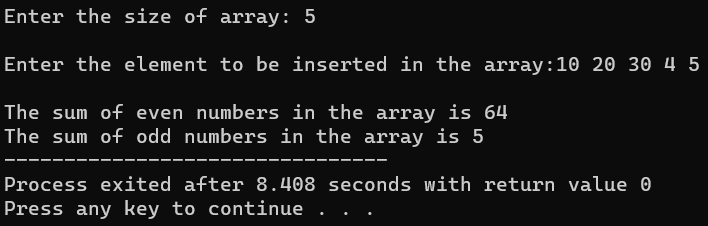 Enter the size of array: 5
Enter the element to be inserted in the array:10 20 30 4 5
The sum of even numbers in the array is 64
The sum of odd numbers in the array is 5
--------------------------------
Process exited after 8.408 seconds with return value 0
Press any key to continue . . .